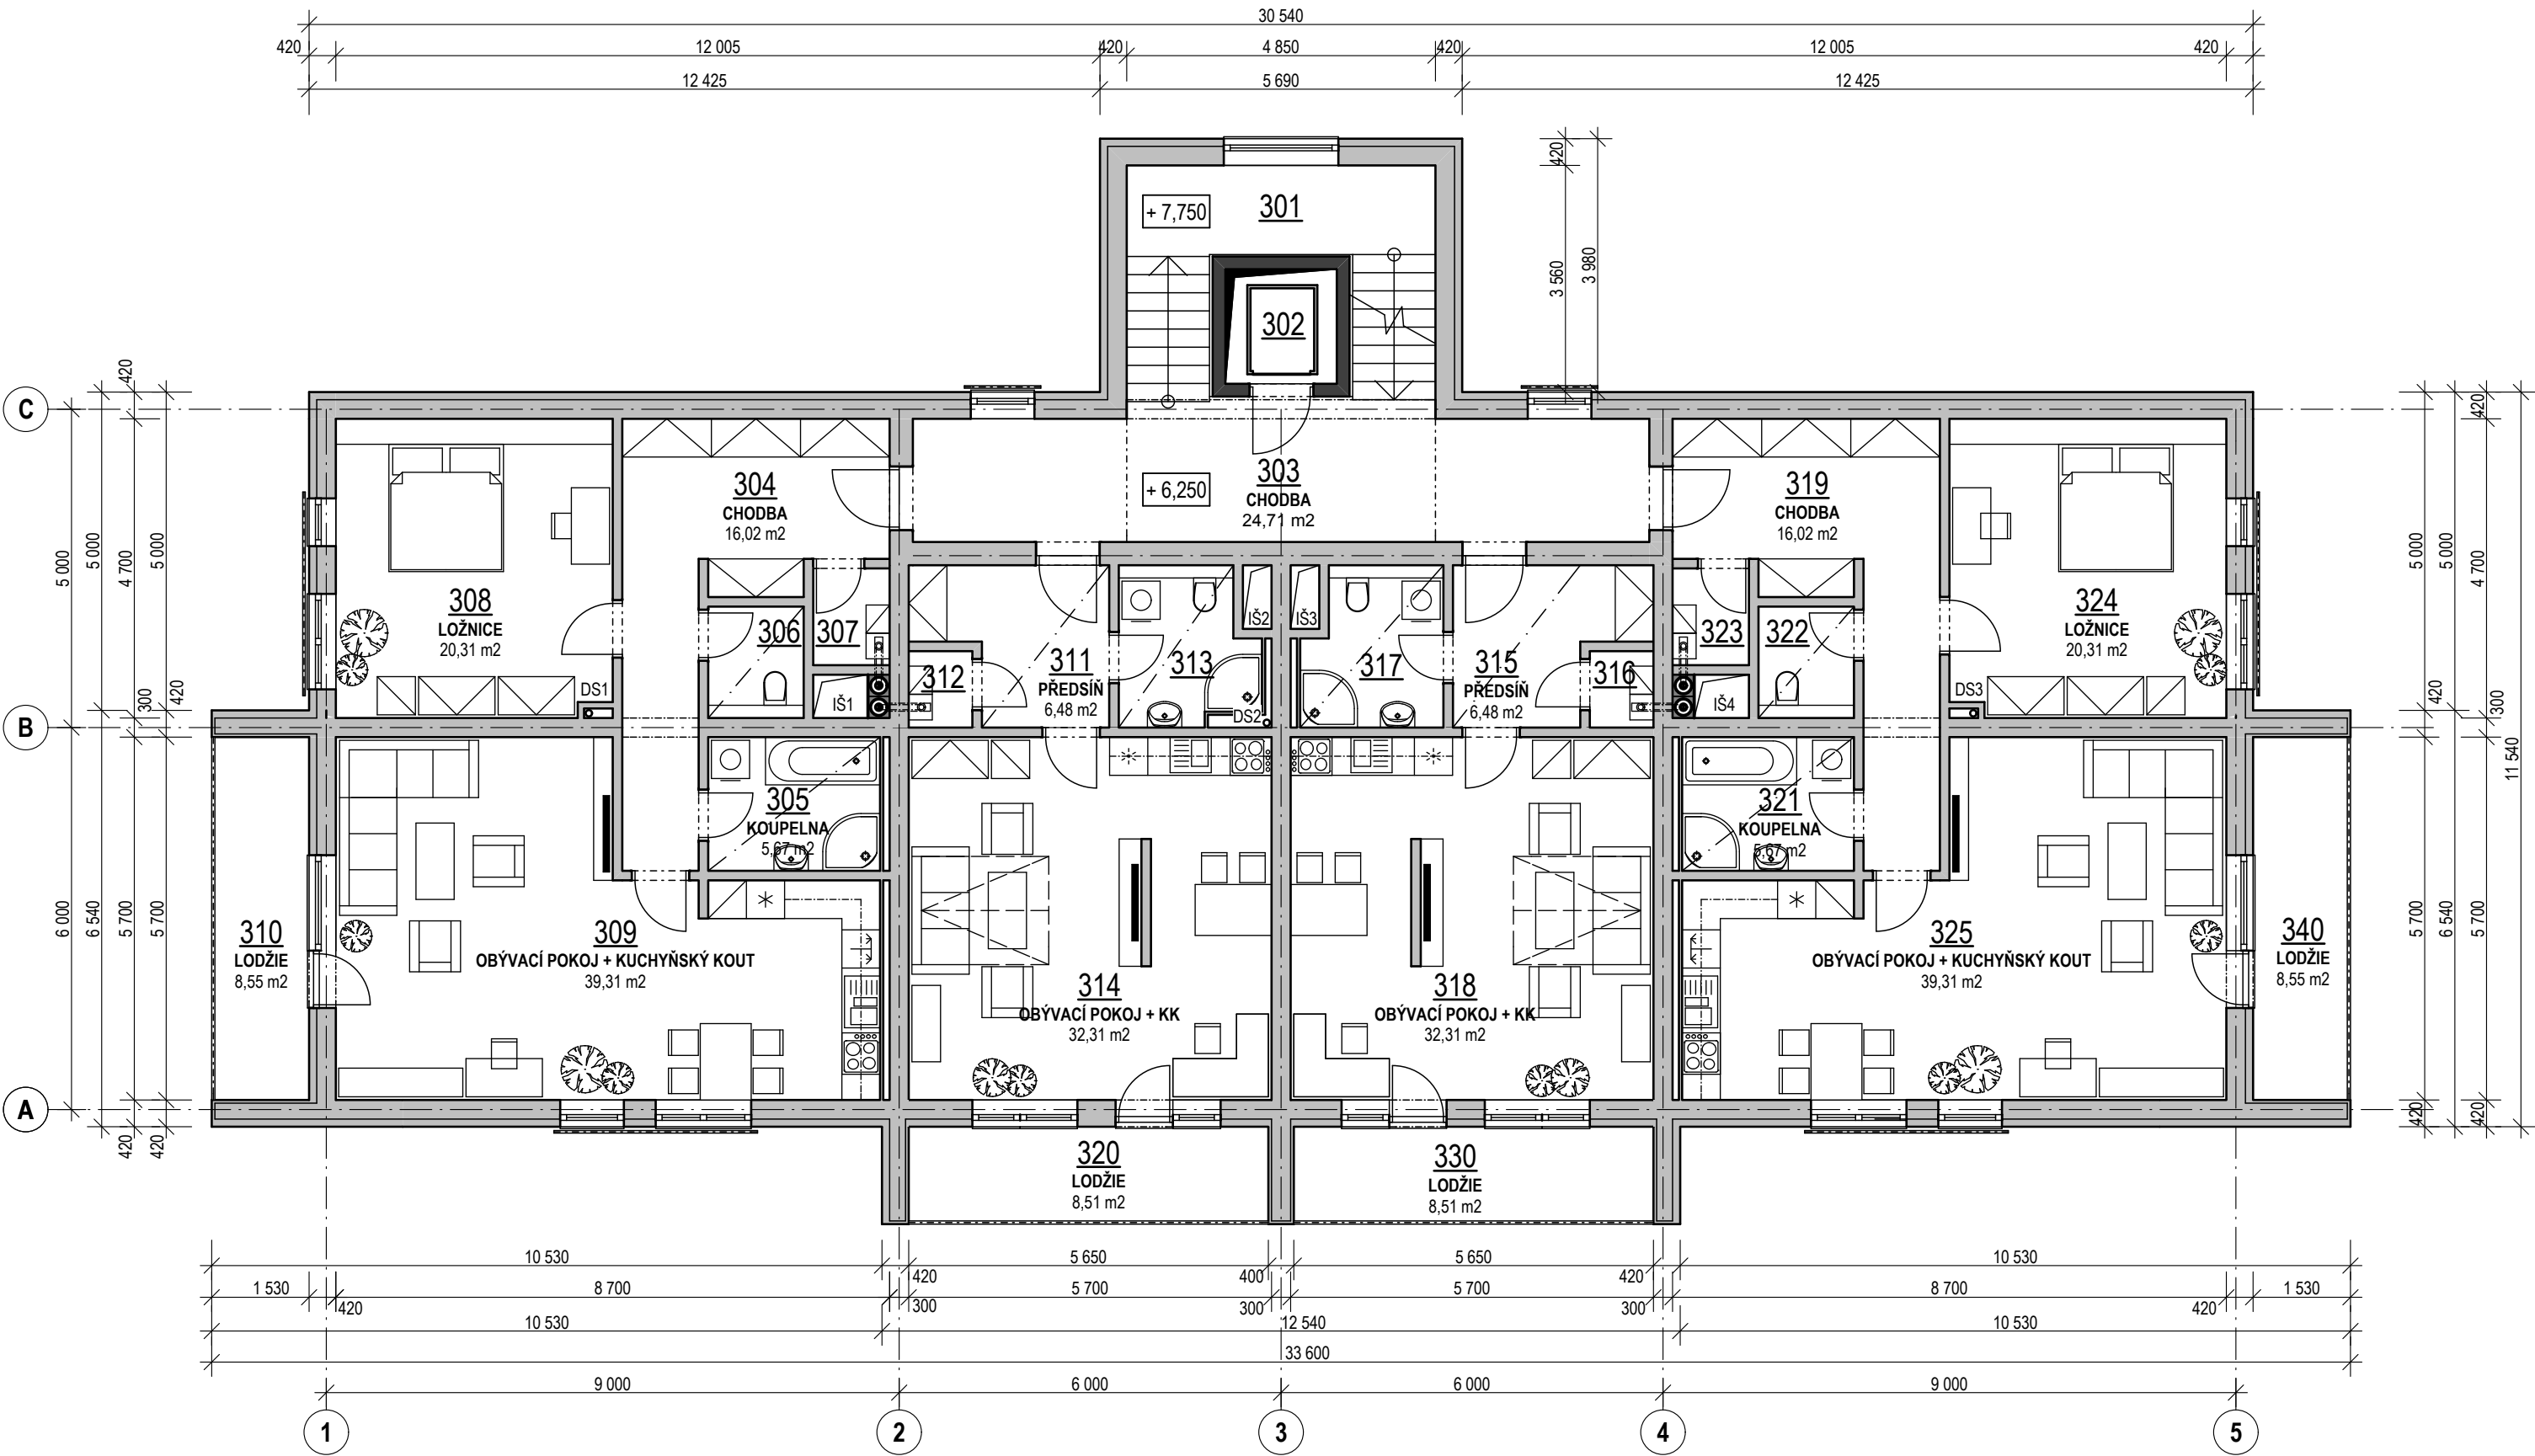 30 540
420
12 005
420
4 850
420
12 005
420
12 425
5 690
12 425
420
3 560
3 980
+ 7,750
301
302
C
B
A
5 000
6 000
5 000
6 540
420
4 700
300
5 700
420
5 000
420
5 700
420
304
CHODBA
16,02 m2
+ 6,250
303
CHODBA
24,71 m2
319
CHODBA
16,02 m2
308
LOŽNICE
20,31 m2
DS1
306
307
IŠ1
312
311
PŘEDSÍŇ
6,48 m2
313
IŠ2
DS2
IŠ3
317
315
PŘEDSÍŇ
6,48 m2
316
323
322
IŠ4
DS3
324
LOŽNICE
20,31 m2
305
KOUPELNA
5,67 m2
321
KOUPELNA
5,67 m2
310
LODŽIE
8,55 m2
309
OBÝVACÍ POKOJ + KUCHYŇSKÝ KOUT
39,31 m2
314
OBÝVACÍ POKOJ + KK
32,31 m2
318
OBÝVACÍ POKOJ + KK
32,31 m2
325
OBÝVACÍ POKOJ + KUCHYŇSKÝ KOUT
39,31 m2
340
LODŽIE
8,55 m2
320
LODŽIE
8,51 m2
330
LODŽIE
8,51 m2
5 000
420
5 700
420
5 000
6 540
420
4 700
300
5 700
420
11 540
10 530
420
5 650
400
5 650
420
10 530
1 530
420
8 700
300
5 700
300
5 700
300
8 700
420
1 530
10 530
12 540
10 530
33 600
9 000
6 000
6 000
9 000
1
2
3
4
5